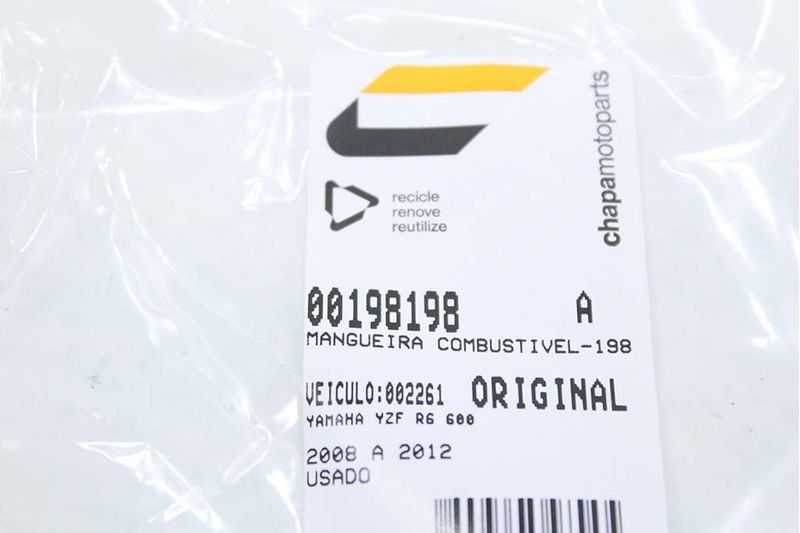 chapamotoparts
recicle
renove
reutilize
00198198 A
MANGUEIRA COMBUSTIVEL-198
VEICULO:002261 ORIGINAL
YAMAHA YZF R6 600
2008 A 2012
USADO